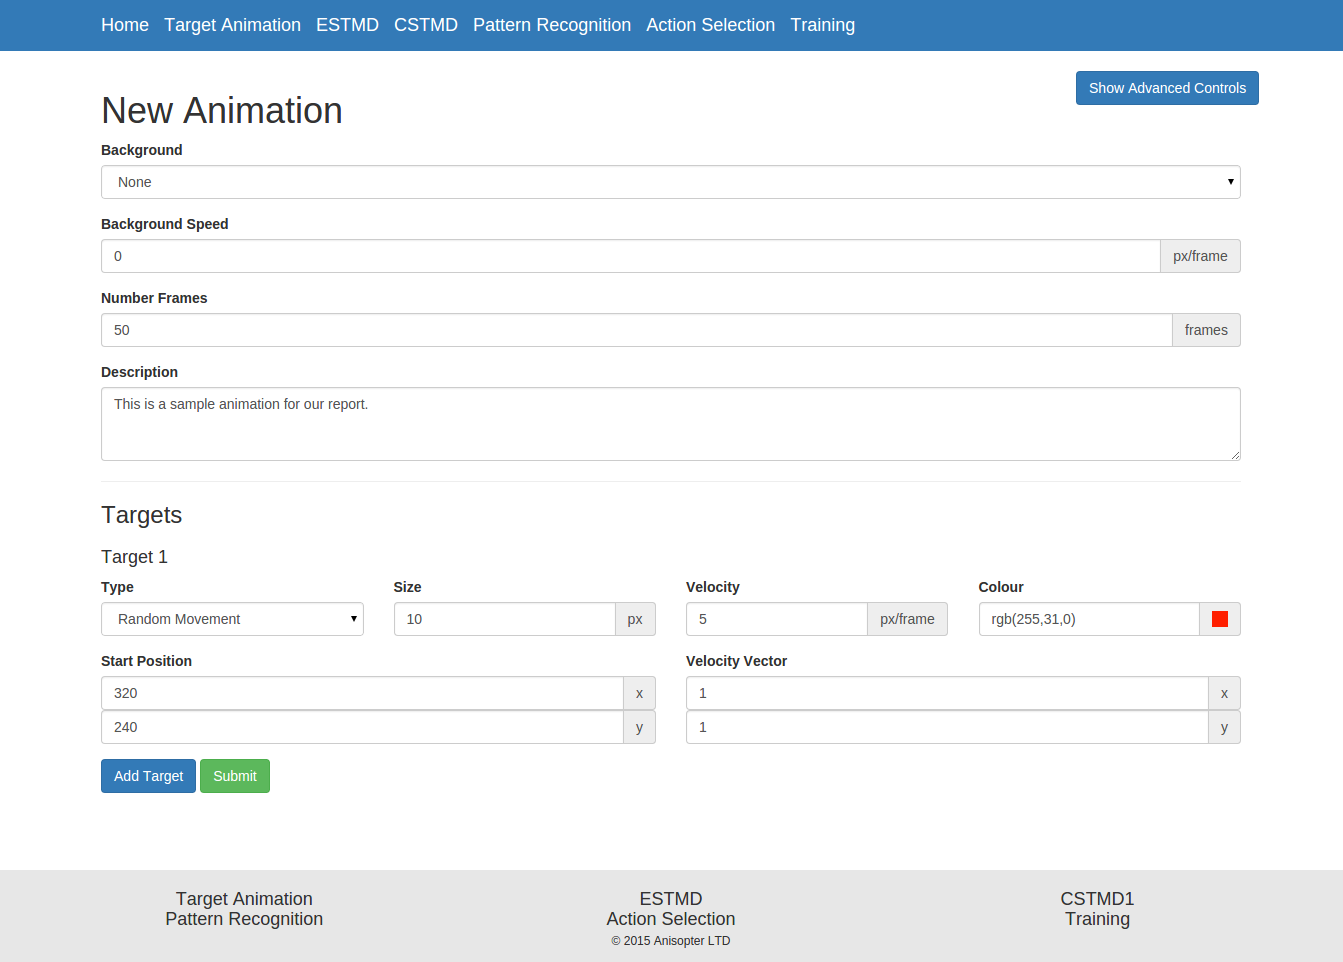 Home Target Animation ESTMD CSTMD Pattern Recognition Action Selection Training
Show Advanced Controls
New Animation
Background
None
Background Speed
0 px/frame
Number Frames
50 frames
Description
This is a sample animation for our report.
Targets
Target 1
Type Size Velocity Colour
Random Movement 10 px 5 px/frame rgb(255,31,0)
Start Position Velocity Vector
320 x 1 x
240 y 1 y
Add Target Submit
Target Animation ESTMD CSTMD1
Pattern Recognition Action Selection Training
© 2015 Anisopter LTD